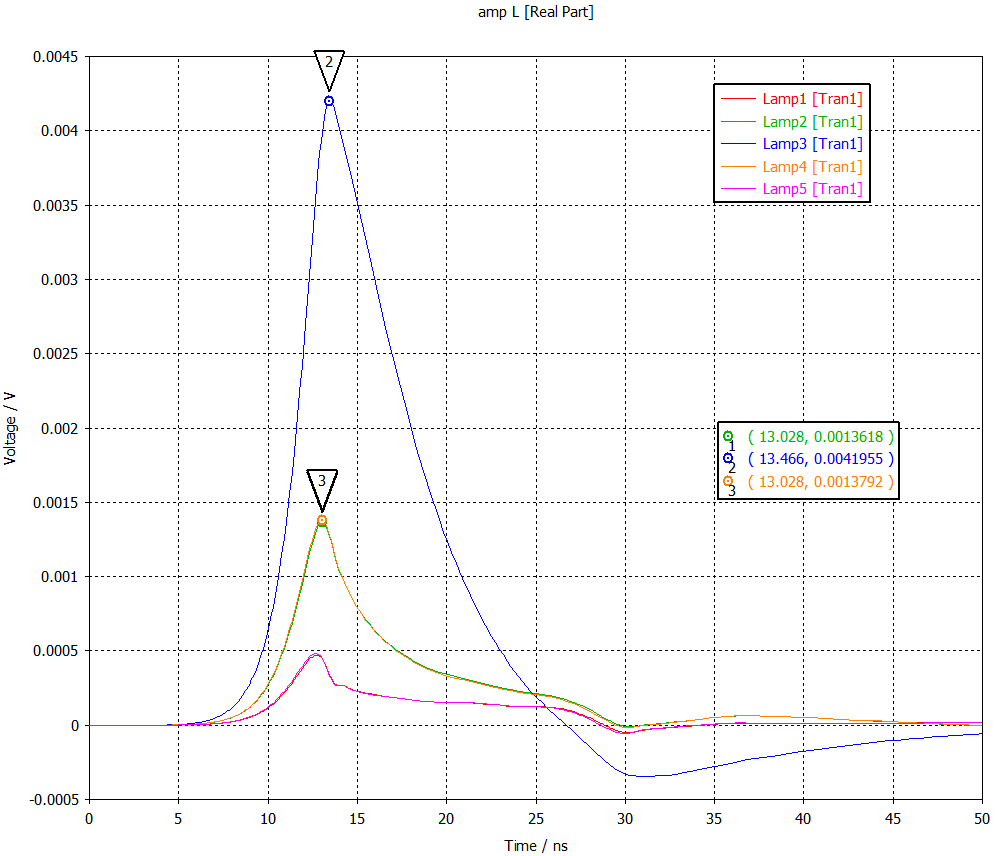 amp L [Real Part]
2
3
Lamp1 [Tran1]
Lamp2 [Tran1]
Lamp3 [Tran1]
Lamp4 [Tran1]
Lamp5 [Tran1]
1 ( 13.028, 0.0013618 )
2 ( 13.466, 0.0041955 )
3 ( 13.028, 0.0013792 )
Voltage / V
0.0045
0.004
0.0035
0.003
0.0025
0.002
0.0015
0.001
0.0005
0
-0.0005
0 5 10 15 20 25 30 35 40 45 50
Time / ns